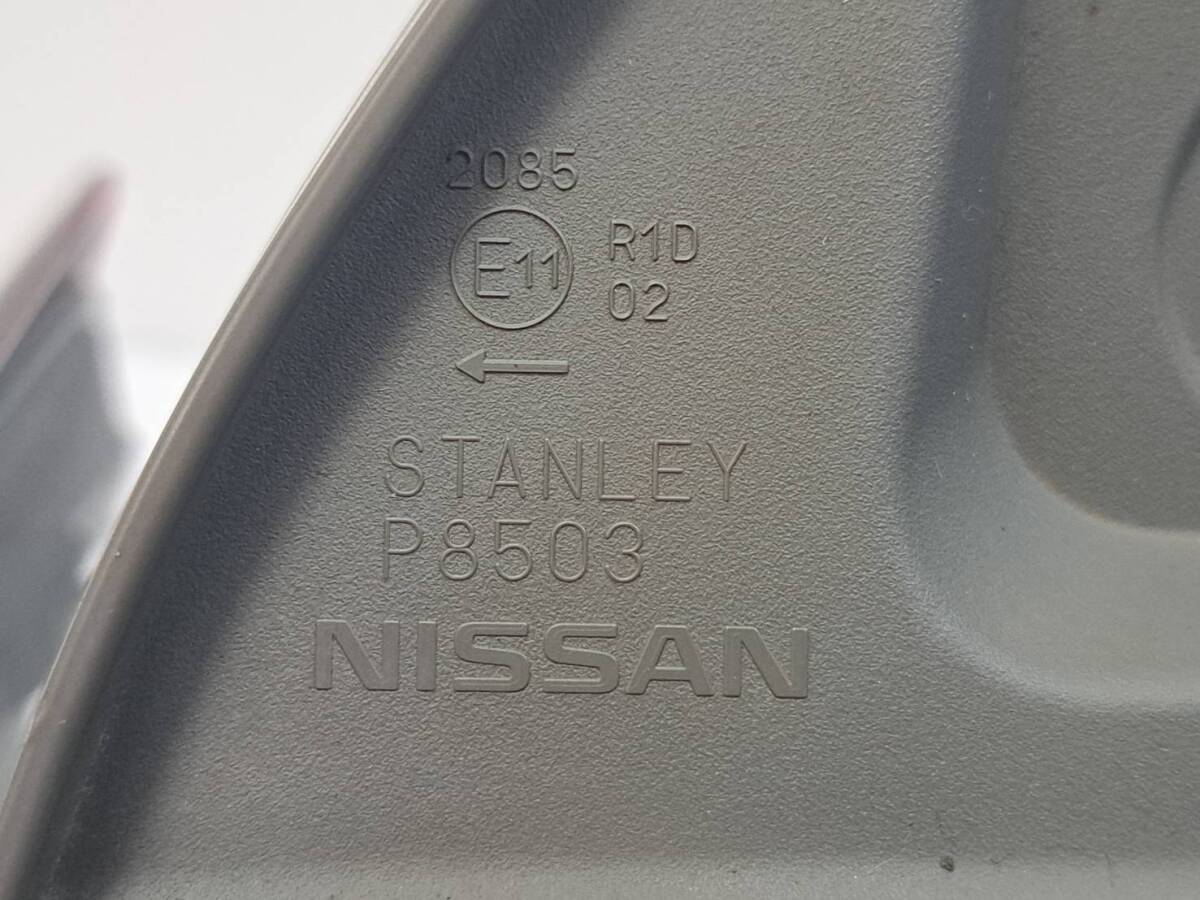 2085
E11 R1D
02
STANLEY
P8503
NISSAN